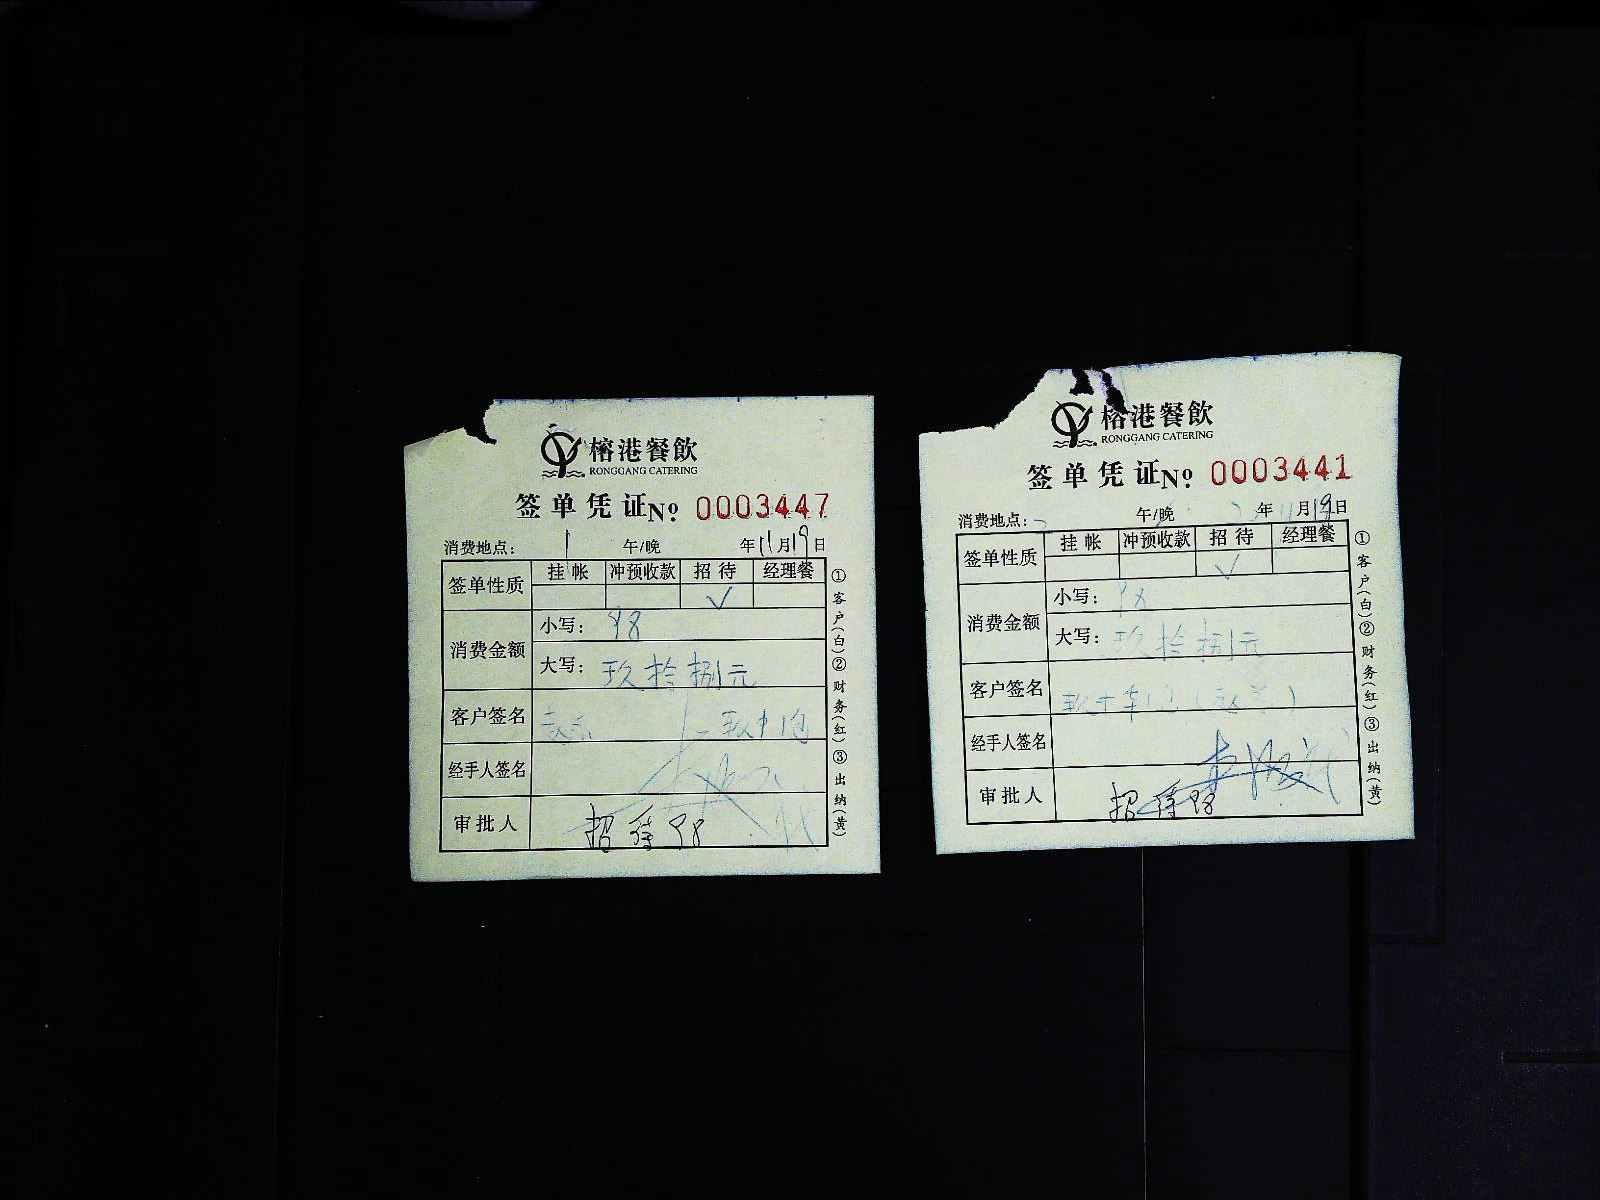 榕港餐飲
RONGGANG CATERING
签单凭证No. 0003447
消费地点: 午/晚 年11月19日
签单性质 挂帐 冲预收款 招待 经理餐
✓
消费金额
小写: 98
大写: 玖拾捌元
客户签名
经手人签名
审批人 招待98
①客户(白)②财务(红)③出纳(黄)
榕港餐飲
RONGGANG CATERING
签单凭证No. 0003441
消费地点: 午/晚 年11月19日
签单性质 挂帐 冲预收款 招待 经理餐
✓
消费金额
小写: 98
大写: 玖拾捌元
客户签名
经手人签名
审批人 招待98
①客户(白)②财务(红)③出纳(黄)